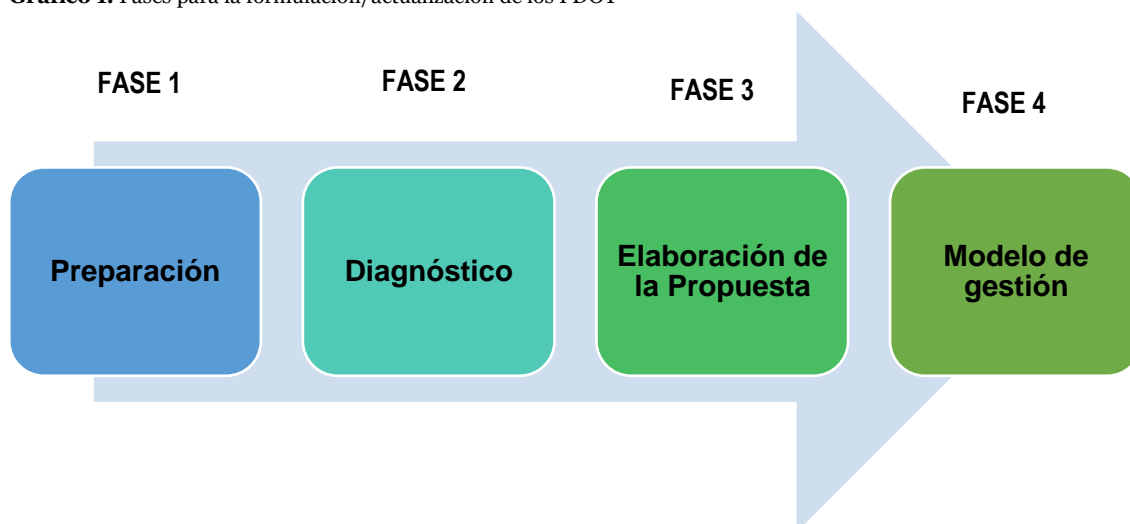 Gráfico 1. Fases para la formulación/actualización de los PDOT
FASE 1
FASE 2
FASE 3
FASE 4
Preparación
Diagnóstico
Elaboración de
la Propuesta
Modelo de
gestión